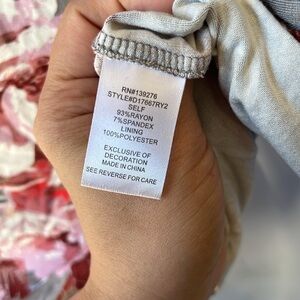 RN#139276
STYLE#D17667RY2
SELF
93%RAYON
7%SPANDEX
LINING
100%POLYESTER
EXCLUSIVE OF
DECORATION
MADE IN CHINA
SEE REVERSE FOR CARE